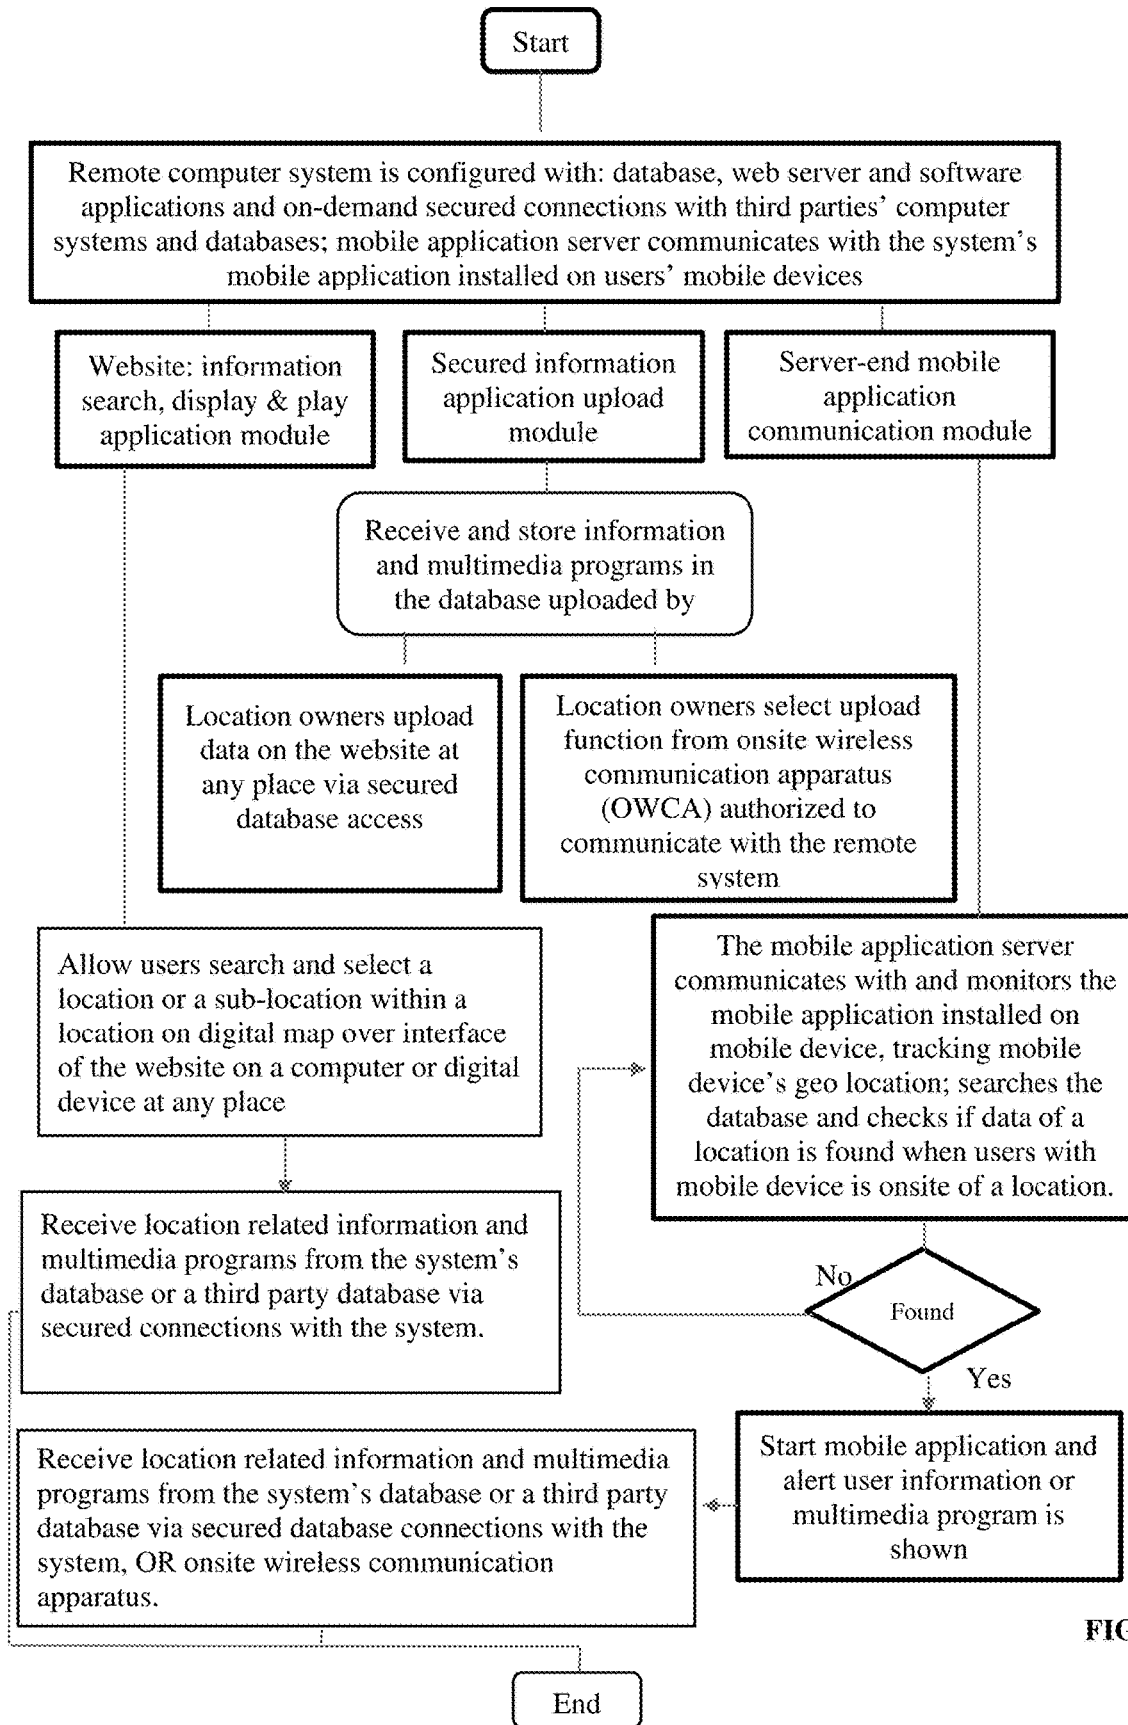 Start
Remote computer system is configured with: database, web server and software
applications and on-demand secured connections with third parties’ computer
systems and databases; mobile application server communicates with the system’s
mobile application installed on users’ mobile devices
Website: information
search, display & play
application module
Secured information
application upload
module
Server-end mobile
application
communication module
Receive and store information
and multimedia programs in
the database uploaded by
Location owners upload
data on the website at
any place via secured
database access
Location owners select upload
function from onsite wireless
communication apparatus
(OWCA) authorized to
communicate with the remote
system
Allow users search and select a
location or a sub-location within a
location on digital map over interface
of the website on a computer or digital
device at any place
The mobile application server
communicates with and monitors the
mobile application installed on
mobile device, tracking mobile
device’s geo location; searches the
database and checks if data of a
location is found when users with
mobile device is onsite of a location.
Receive location related information and
multimedia programs from the system’s
database or a third party database via
secured connections with the system.
No
Found
Yes
Start mobile application and
alert user information or
multimedia program is
shown
Receive location related information and multimedia
programs from the system’s database or a third party
database via secured database connections with the
system, OR onsite wireless communication
apparatus.
FIG
End